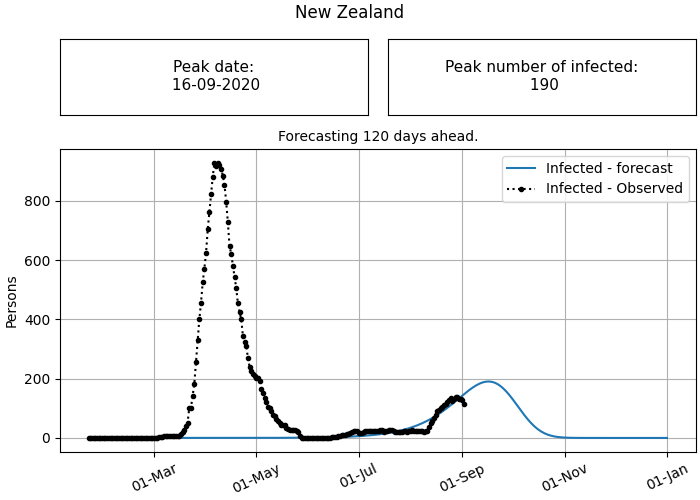 New Zealand
Peak date:
16-09-2020
Peak number of infected:
190
Forecasting 120 days ahead.
Infected - forecast
Infected - Observed
Persons
800
600
400
200
0
01-Mar
01-May
01-Jul
01-Sep
01-Nov
01-Jan